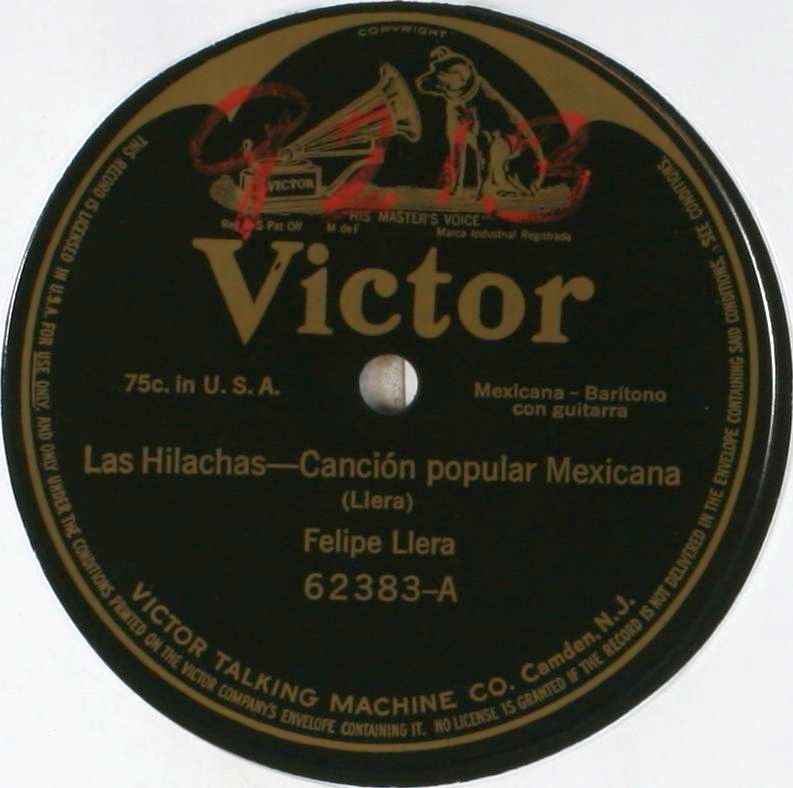 COPYRIGHT
VICTOR
"HIS MASTER'S VOICE"
M de F
Marca Industrial Registrada
Victor
75c. in U. S. A.
Mexicana – Barítono
con guitarra
Las Hilachas—Canción popular Mexicana
(Llera)
Felipe Llera
62383–A
VICTOR TALKING MACHINE CO. Camden, N.J.
THIS RECORD IS LICENSED IN U.S.A. FOR USE ONLY, AND ONLY UNDER THE CONDITIONS PRINTED ON THE VICTOR COMPANY'S ENVELOPE CONTAINING IT. NO LICENSE IS GRANTED IF THE RECORD IS NOT DELIVERED IN THE ENVELOPE CONTAINING SAID CONDITIONS, SEE CONDITIONS.